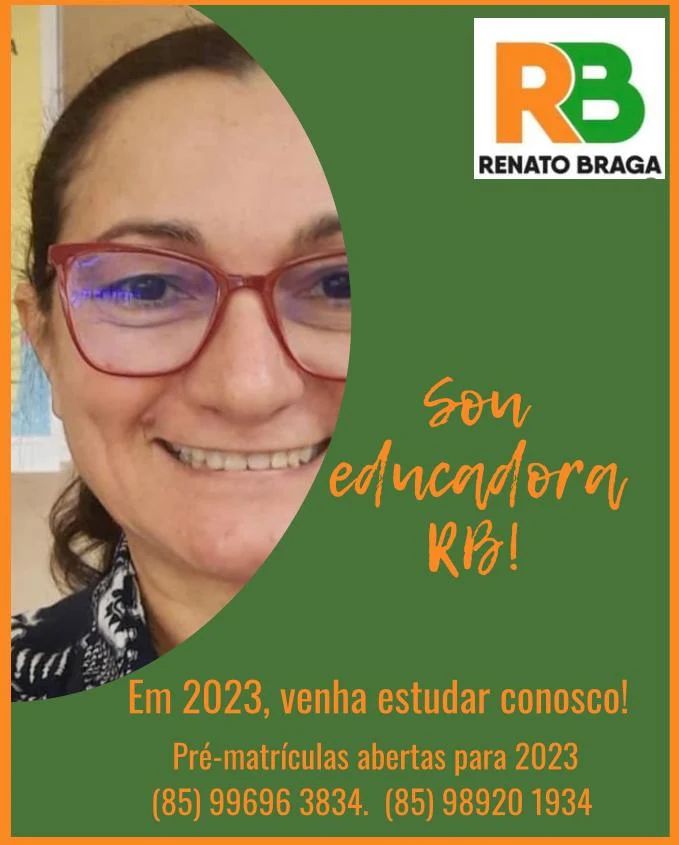 RB
RENATO BRAGA
Sou
educadora
RB!
Em 2023, venha estudar conosco!
Pré-matrículas abertas para 2023
(85) 99696 3834. (85) 98920 1934